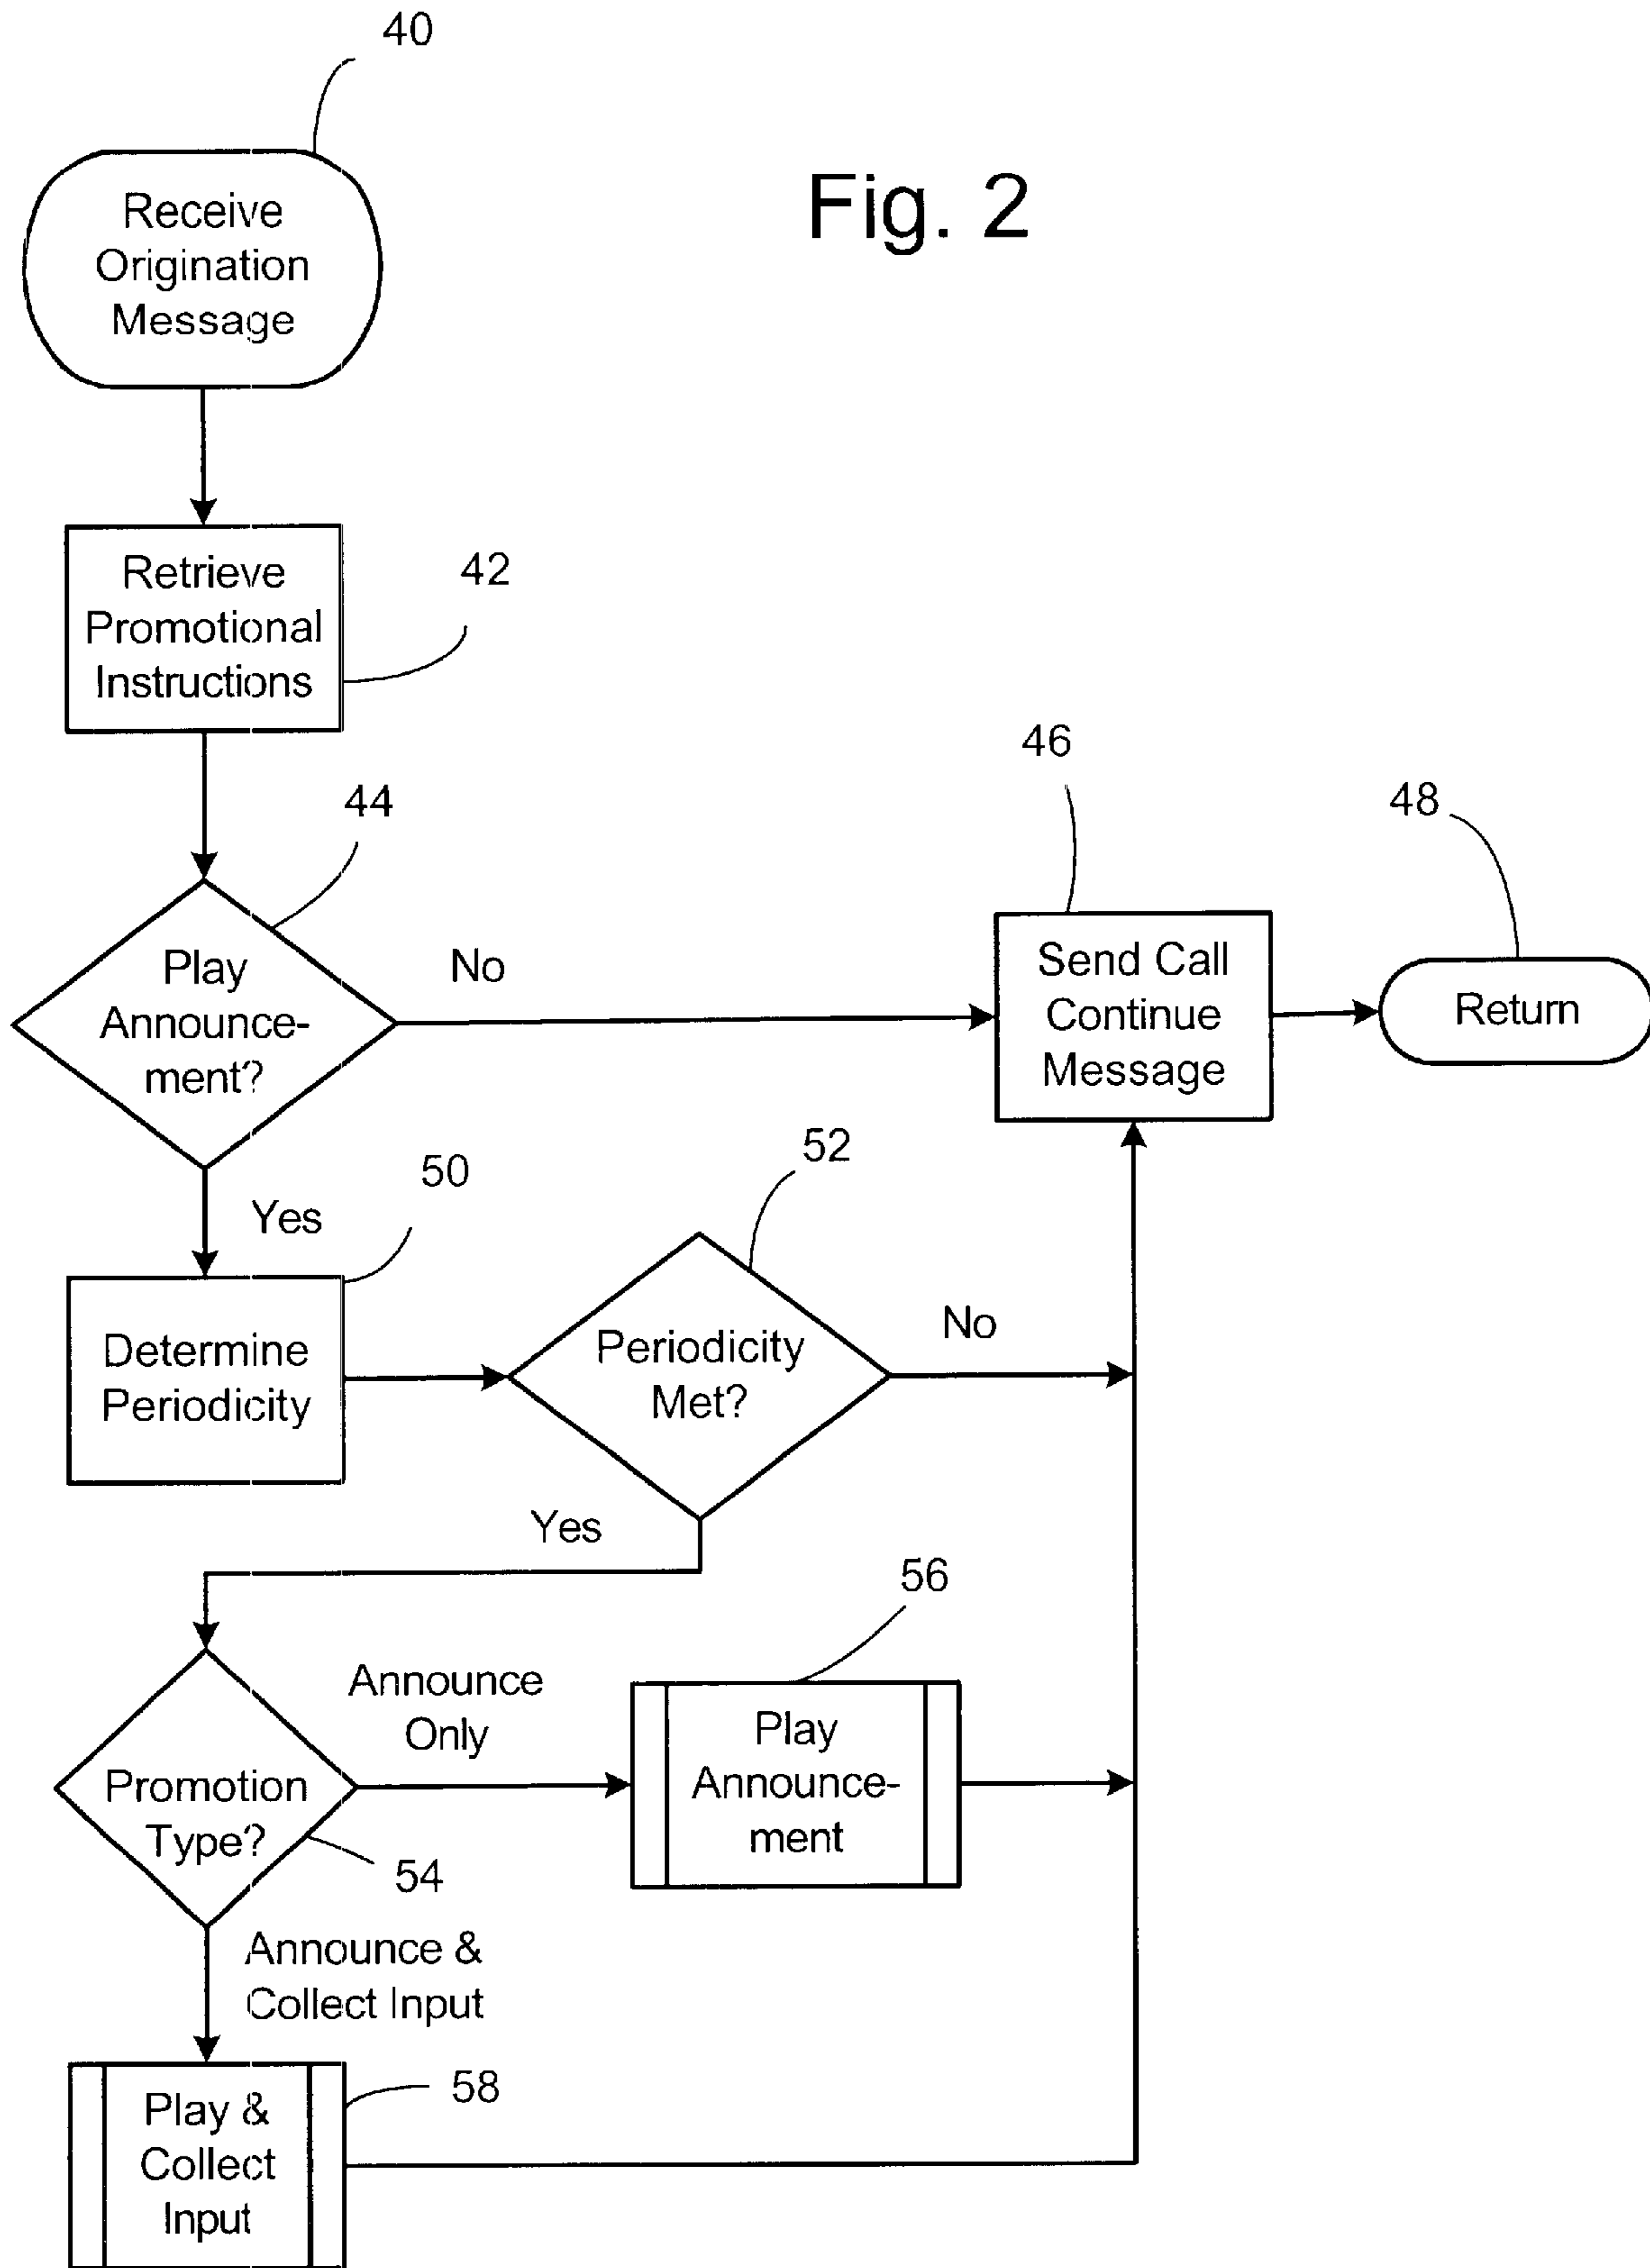 40
Fig. 2
Receive
Origination
Message
42
Retrieve
Promotional
Instructions
44
46
48
Play
Announce-
ment?
No
Send Call
Continue
Message
Return
50
52
Yes
Determine
Periodicity
Periodicity
Met?
No
Yes
56
Announce
Only
Play
Announce-
ment
Promotion
Type?
54
Announce &
Collect Input
58
Play &
Collect
Input